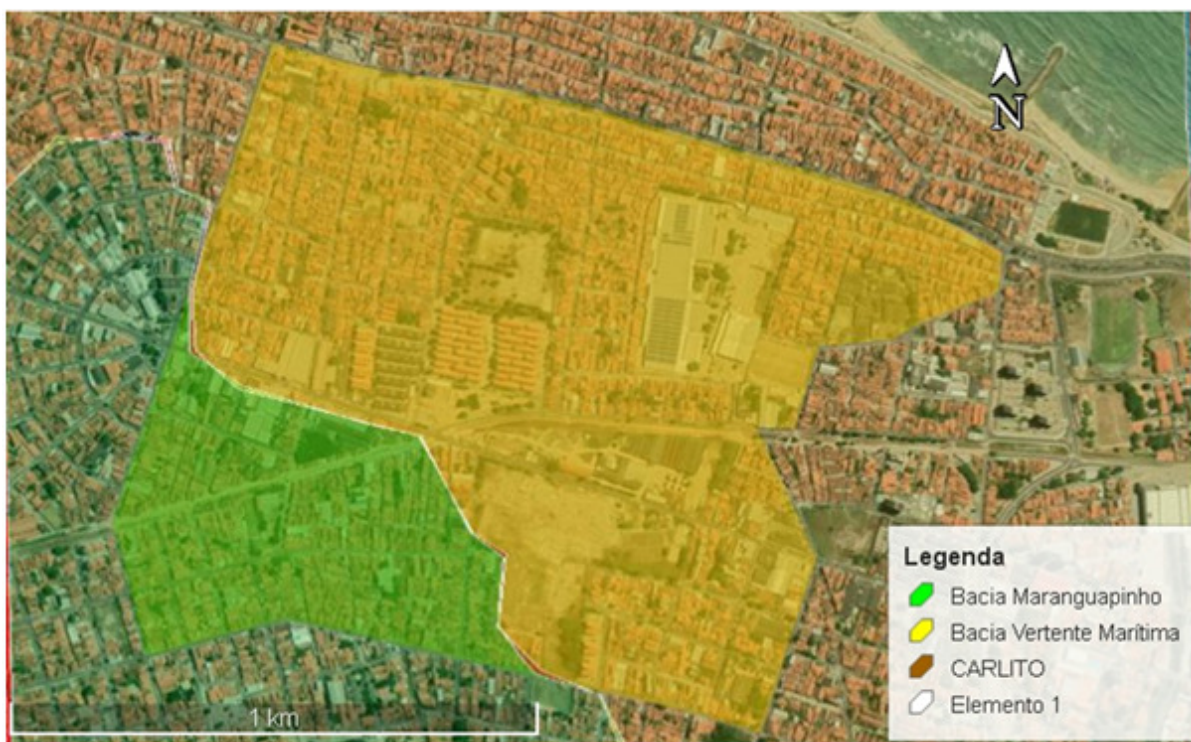 N
Legenda
Bacia Maranguapinho
Bacia Vertente Marítima
CARLITO
Elemento 1
1 km